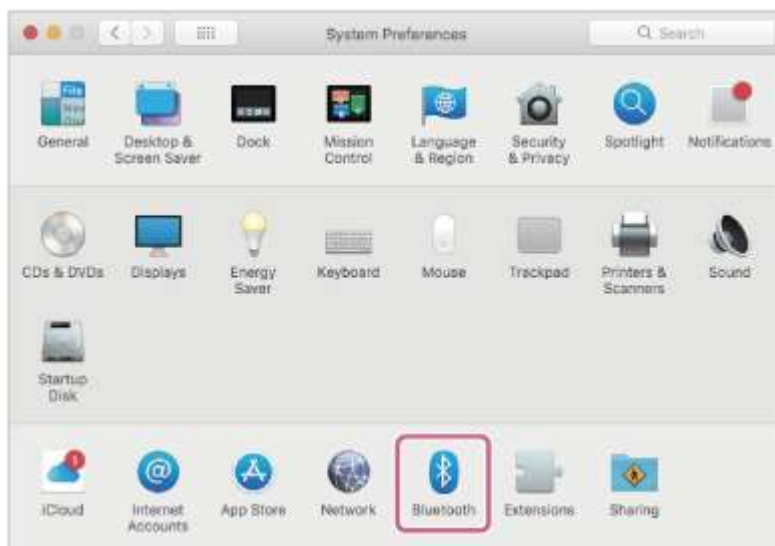 System Preferences
Search
General
Desktop &
Screen Saver
Dock
Mission
Control
Language
& Region
Security
& Privacy
Spotlight
Notifications
CDs & DVDs
Displays
Energy
Saver
Keyboard
Mouse
Trackpad
Printers &
Scanners
Sound
Startup
Disk
iCloud
Internet
Accounts
App Store
Network
Bluetooth
Extensions
Sharing